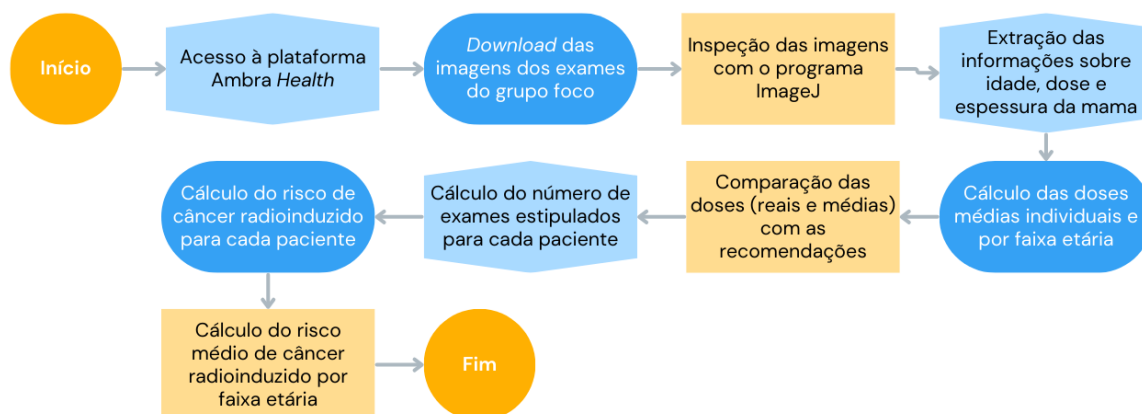 Início
Acesso à plataforma
Ambra Health
Download das
imagens dos exames
do grupo foco
Inspeção das imagens
com o programa
ImageJ
Extração das
informações sobre
idade, dose e
espessura da mama
Cálculo das doses
médias individuais e
por faixa etária
Comparação das
doses (reais e médias)
com as
recomendações
Cálculo do número de
exames estipulados
para cada paciente
Cálculo do risco de
câncer radioinduzido
para cada paciente
Cálculo do risco
médio de câncer
radioinduzido por
faixa etária
Fim